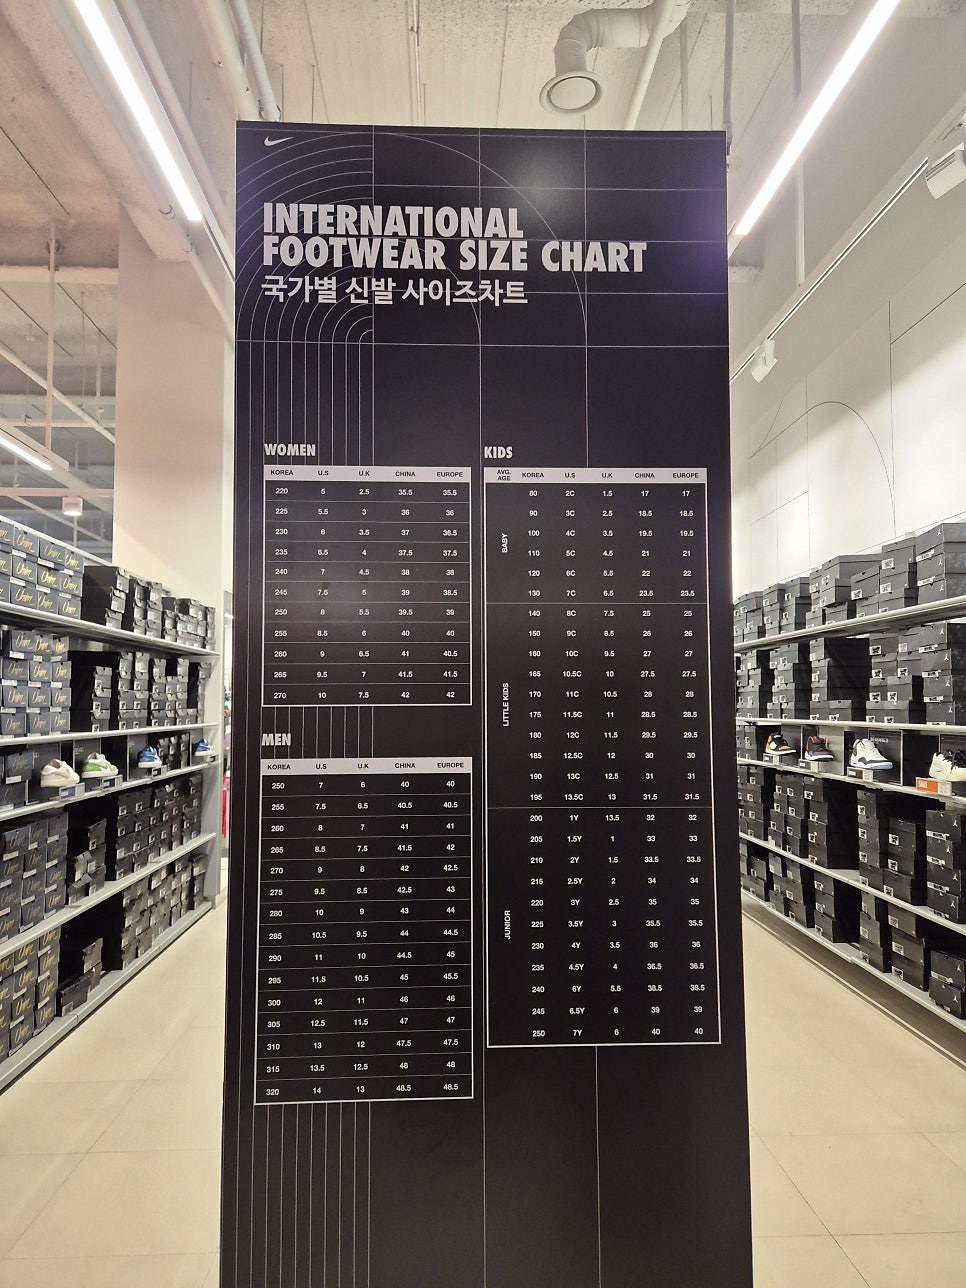 INTERNATIONAL
FOOTWEAR SIZE CHART
국가별 신발 사이즈차트
WOMEN
KOREA U.S U.K CHINA EUROPE
220 5 2.5 35.5 35.5
225 5.5 3 36 36
230 6 3.5 37 36.5
235 6.5 4 37.5 37.5
240 7 4.5 38 38
245 7.5 5 39 38.5
250 8 5.5 39.5 39
255 8.5 6 40 40
260 9 6.5 41 40.5
265 9.5 7 41.5 41.5
270 10 7.5 42 42
MEN
KOREA U.S U.K CHINA EUROPE
250 7 6 40 40
255 7.5 6.5 40.5 40.5
260 8 7 41 41
265 8.5 7.5 41.5 42
270 9 8 42 42.5
275 9.5 8.5 42.5 43
280 10 9 43 44
285 10.5 9.5 44 44.5
290 11 10 44.5 45
295 11.5 10.5 45 45.5
300 12 11 46 46
305 12.5 11.5 47 47
310 13 12 47.5 47.5
315 13.5 12.5 48 48
320 14 13 48.5 48.5
KIDS
AVG. AGE KOREA U.S U.K CHINA EUROPE
BABY
80 2C 1.5 17 17
90 3C 2.5 18.5 18.5
100 4C 3.5 19.5 19.5
110 5C 4.5 21 21
120 6C 5.5 22 22
130 7C 6.5 23.5 23.5
LITTLE KIDS
140 8C 7.5 25 25
150 9C 8.5 26 26
160 10C 9.5 27 27
165 10.5C 10 27.5 27.5
170 11C 10.5 28 28
175 11.5C 11 28.5 28.5
180 12C 11.5 29.5 29.5
185 12.5C 12 30 30
190 13C 12.5 31 31
195 13.5C 13 31.5 31.5
JUNIOR
200 1Y 13.5 32 32
205 1.5Y 1 33 33
210 2Y 1.5 33.5 33.5
215 2.5Y 2 34 34
220 3Y 2.5 35 35
225 3.5Y 3 35.5 35.5
230 4Y 3.5 36 36
235 4.5Y 4 36.5 36.5
240 6Y 5.5 38.5 38.5
245 6.5Y 6 39 39
250 7Y 6 40 40